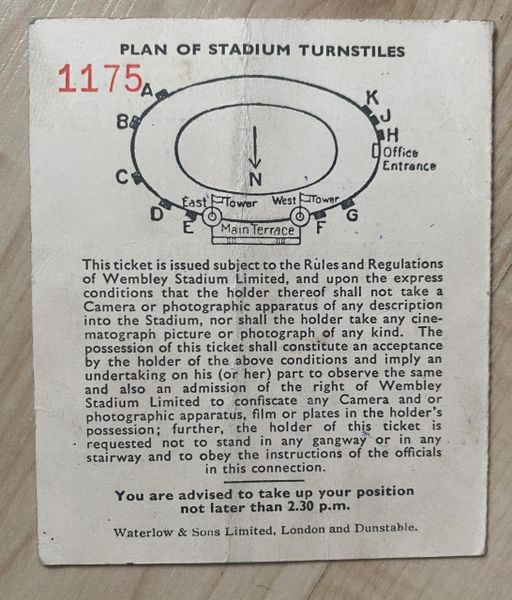 PLAN OF STADIUM TURNSTILES
1175
A
K
B
J
H
Office
Entrance
C
N
East Tower
West Tower
D
G
E
F
Main Terrace
This ticket is issued subject to the Rules and Regulations
of Wembley Stadium Limited, and upon the express
conditions that the holder thereof shall not take a
Camera or photographic apparatus of any description
into the Stadium, nor shall the holder take any cine-
matograph picture or photograph of any kind. The
possession of this ticket shall constitute an acceptance
by the holder of the above conditions and imply an
undertaking on his (or her) part to observe the same
and also an admission of the right of Wembley
Stadium Limited to confiscate any Camera and or
photographic apparatus, film or plates in the holder's
possession; further, the holder of this ticket is
requested not to stand in any gangway or in any
stairway and to obey the instructions of the officials
in this connection.
You are advised to take up your position
not later than 2.30 p.m.
Waterlow & Sons Limited, London and Dunstable.